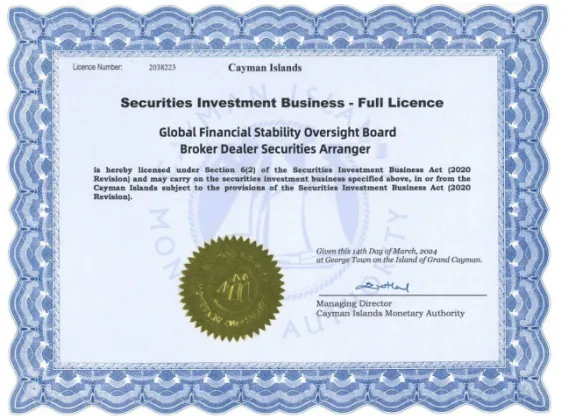 Licence Number: 2038223 Cayman Islands
Securities Investment Business - Full Licence
Global Financial Stability Oversight Board
Broker Dealer Securities Arranger
is hereby licensed under Section 6(2) of the Securities Investment Business Act (2020
Revision) and may carry on the securities investment business specified above, in or from the
Cayman Islands subject to the provisions of the Securities Investment Business Act (2020
Revision).
CAYMAN ISLANDS
MONETARY AUTHORITY
Given this 14th Day of March, 2024
at George Town on the Island of Grand Cayman.
Managing Director
Cayman Islands Monetary Authority